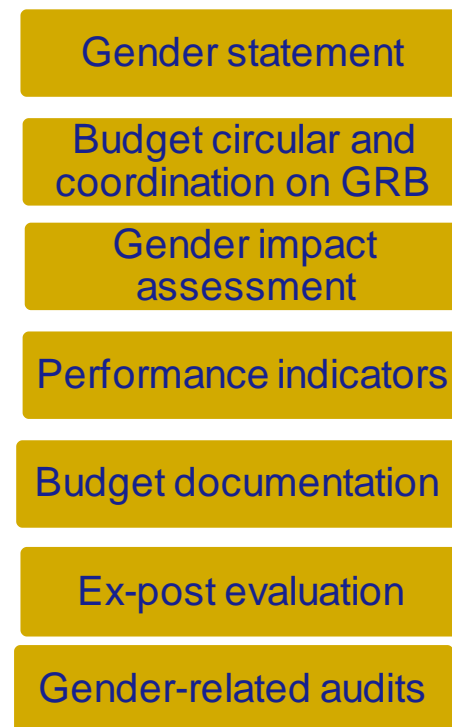 Gender statement
Budget circular and
coordination on GRB
Gender impact
assessment
Performance indicators
Budget documentation
Ex-post evaluation
Gender-related audits